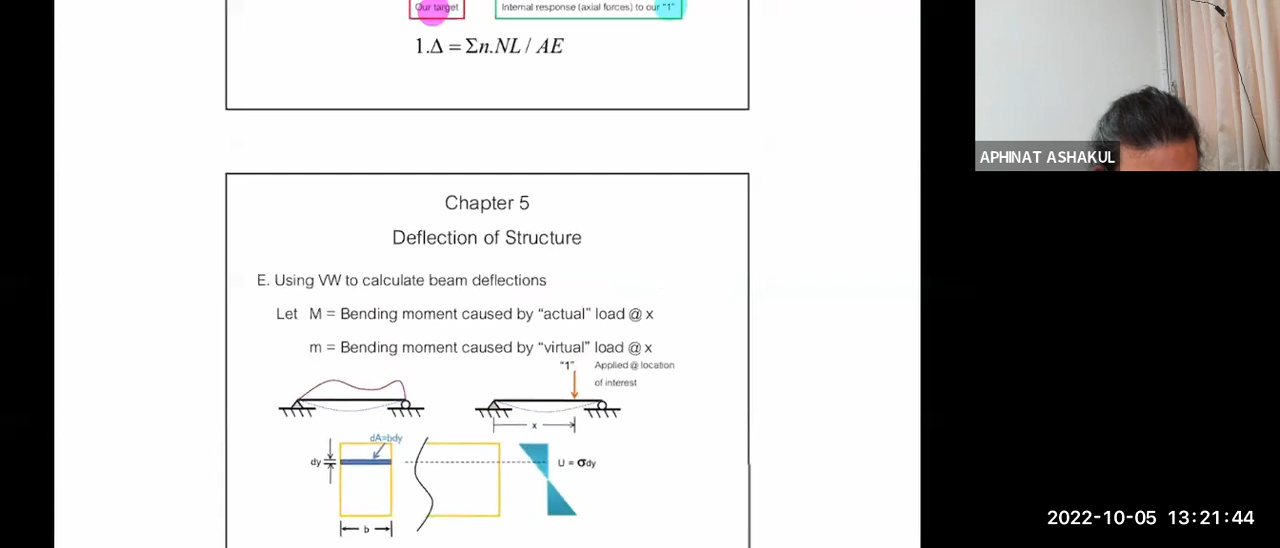 Our target
Internal response (axial forces) to our "1"
1.Δ = Σn.NL / AE
APHINAT ASHAKUL
Chapter 5
Deflection of Structure
E. Using VW to calculate beam deflections
Let M = Bending moment caused by "actual" load @ x
m = Bending moment caused by "virtual" load @ x
"1" Applied @ location
of interest
x
dA=bdy
dy
U = σdy
b
2022-10-05 13:21:44